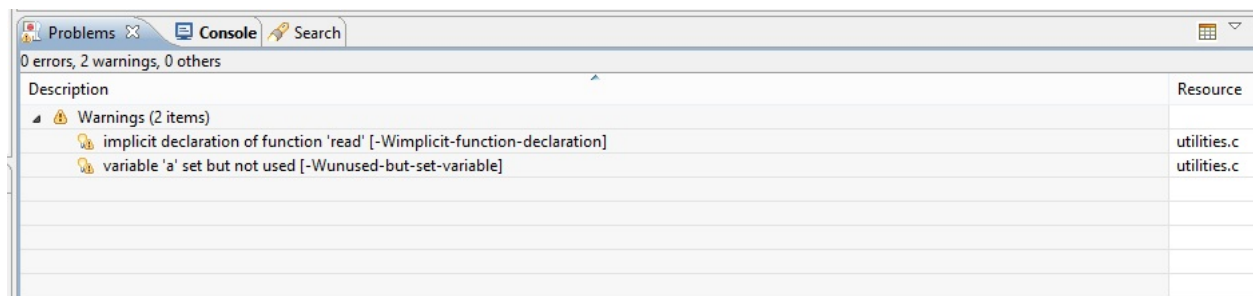 Problems Console Search
0 errors, 2 warnings, 0 others
Description Resource
Warnings (2 items)
implicit declaration of function 'read' [-Wimplicit-function-declaration] utilities.c
variable 'a' set but not used [-Wunused-but-set-variable] utilities.c